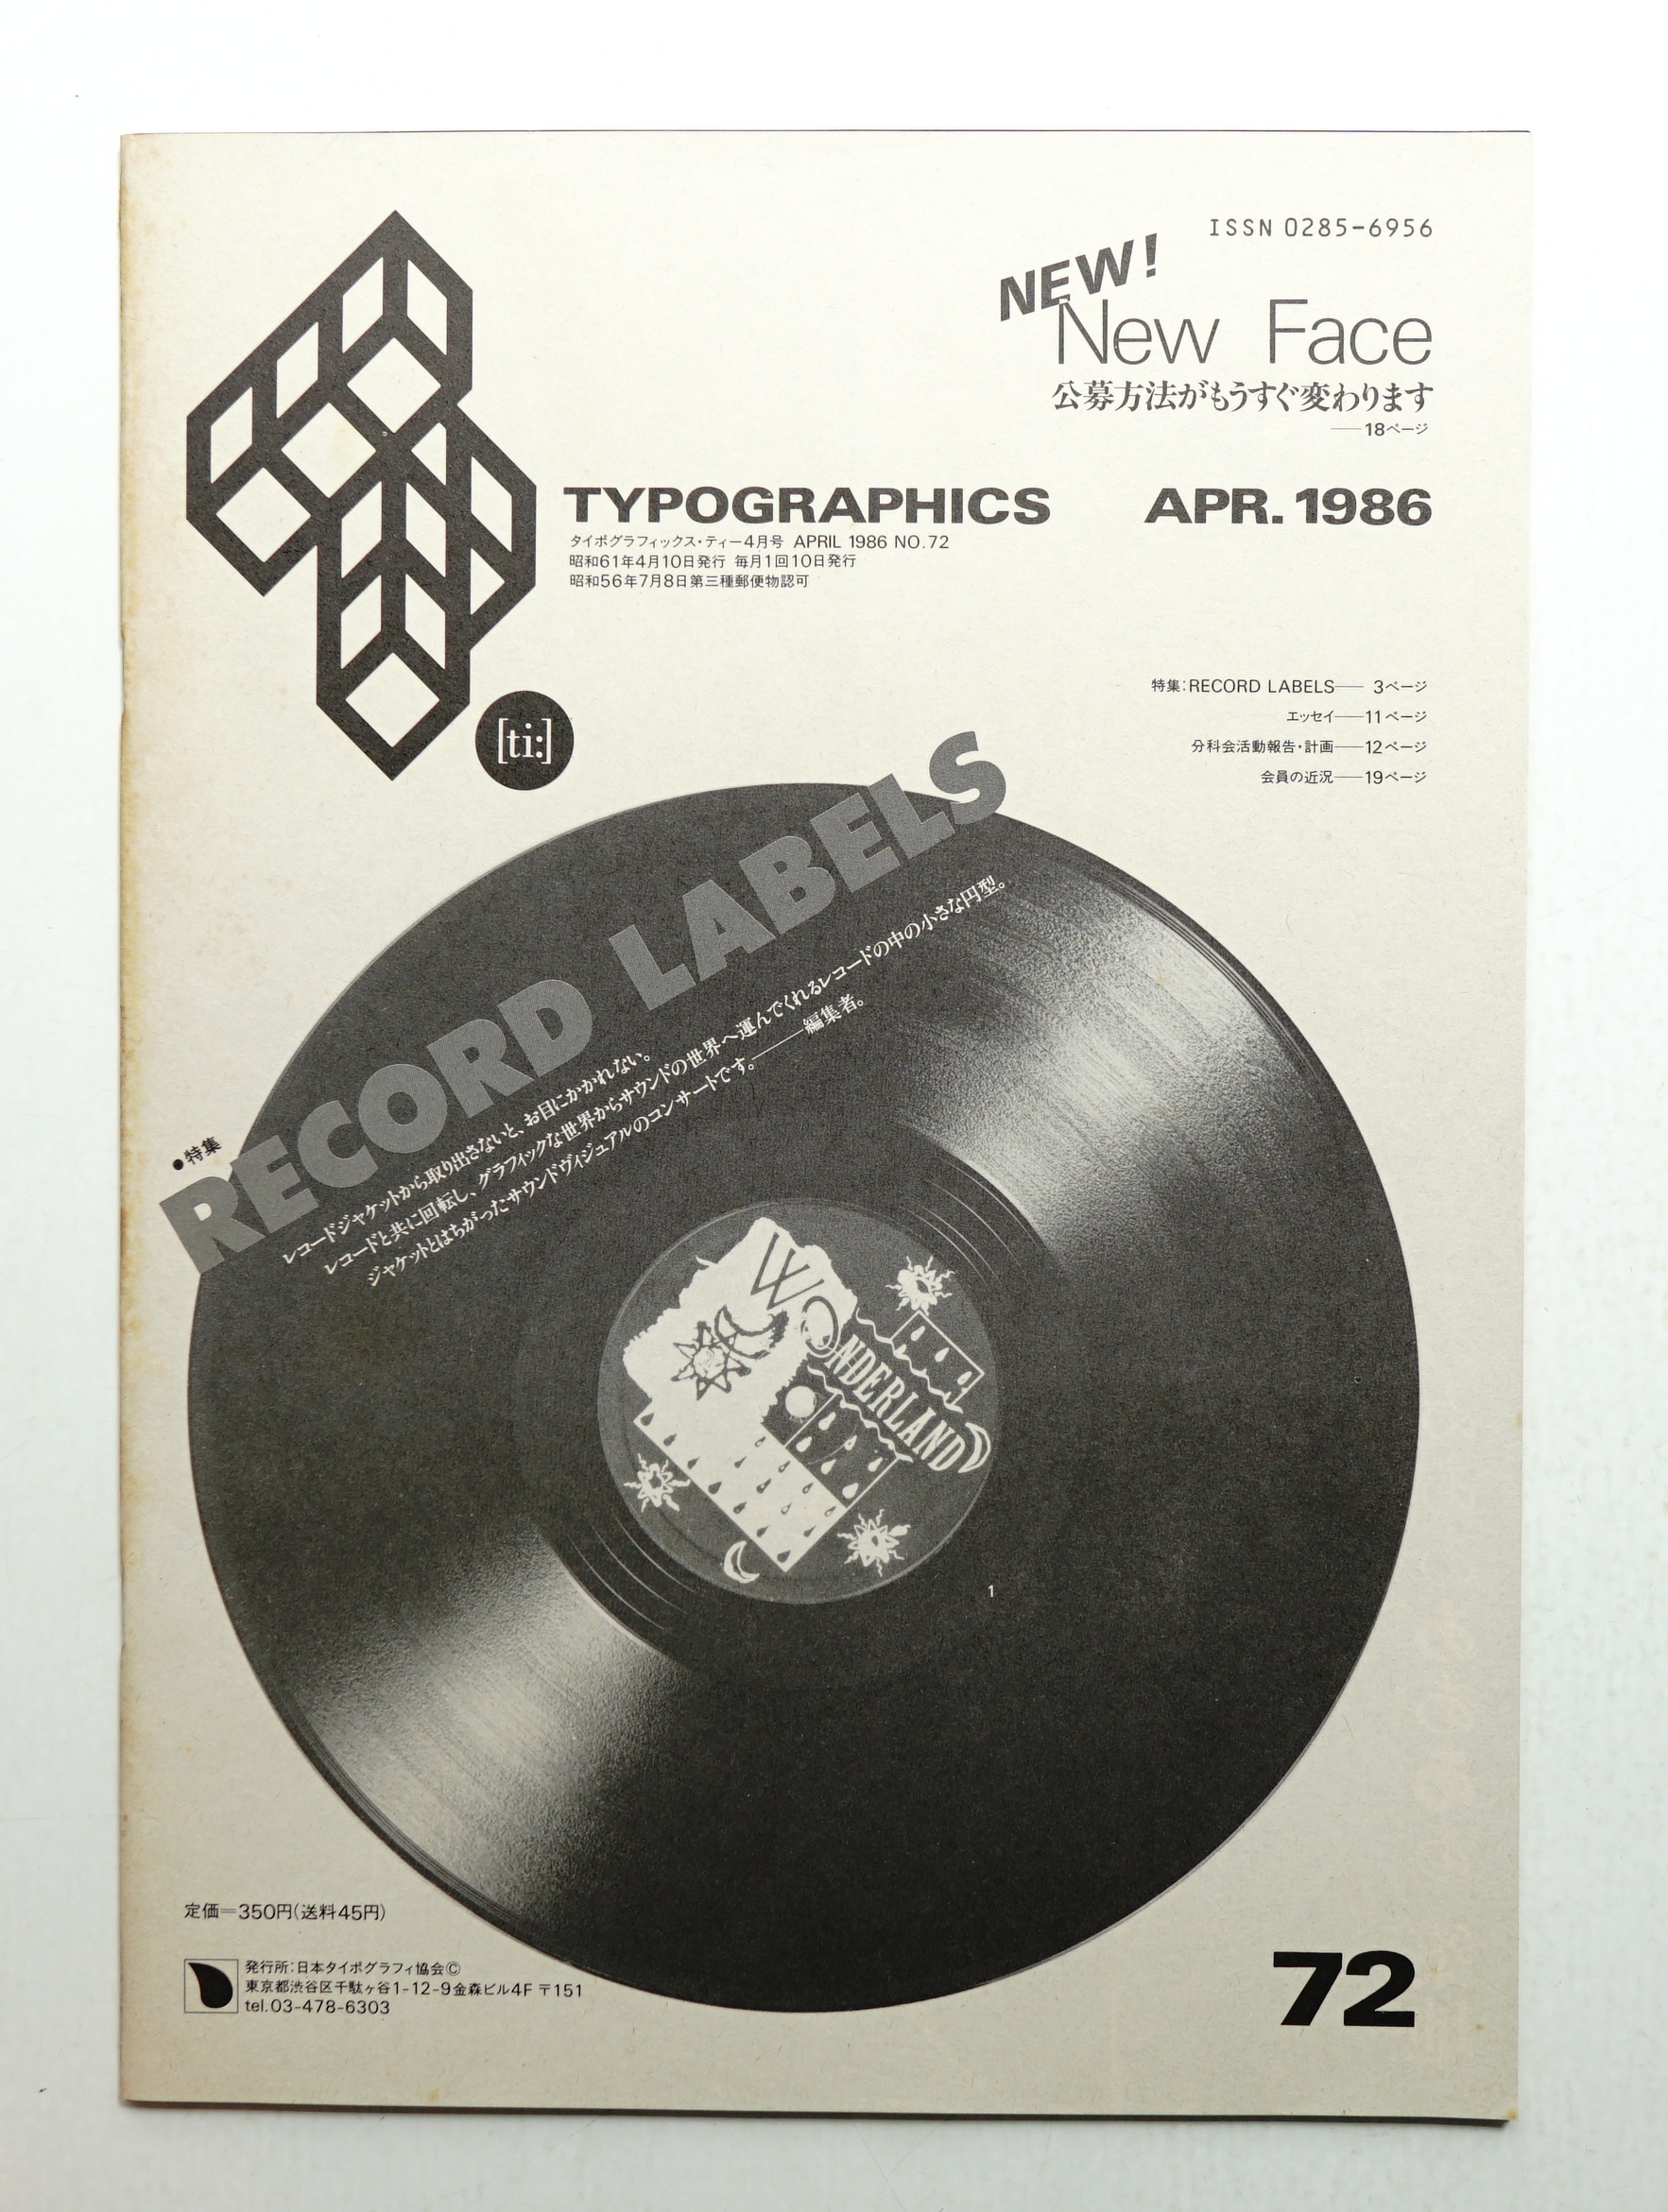 ISSN 0285-6956
NEW!
New Face
公募方法がもうすぐ変わります
——18ページ
TYPOGRAPHICS APR. 1986
タイポグラフィックス・ティー4月号 APRIL 1986 NO.72
昭和61年4月10日発行 毎月1回10日発行
昭和56年7月8日第三種郵便物認可
[ti:]
特集:RECORD LABELS—— 3ページ
エッセイ——11ページ
分科会活動報告・計画——12ページ
会員の近況——19ページ
●特集
RECORD LABELS
レコードジャケットから取り出さないと、お目にかかれない。
レコードと共に回転し、グラフィックな世界からサウンドの世界へ運んでくれるレコードの中の小さな円型。
ジャケットとはちがったサウンドヴィジュアルのコンサートです。——編集者。
WONDERLAND
1
定価=350円(送料45円)
発行所:日本タイポグラフィ協会©
東京都渋谷区千駄ヶ谷1-12-9金森ビル4F 〒151
tel.03-478-6303
72